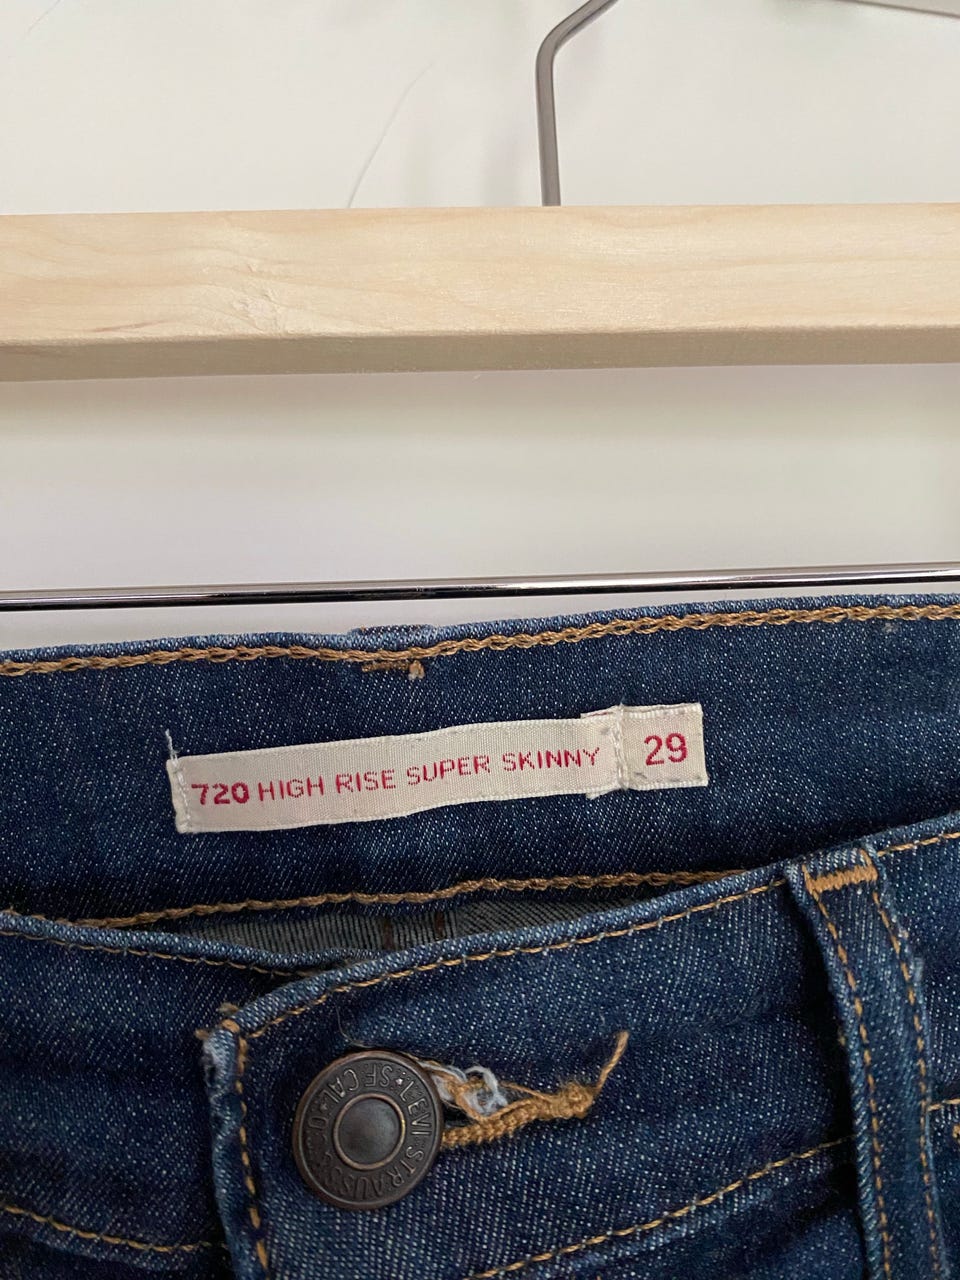 720 HIGH RISE SUPER SKINNY 29
LEVI STRAUSS & CO. S.F. CAL.